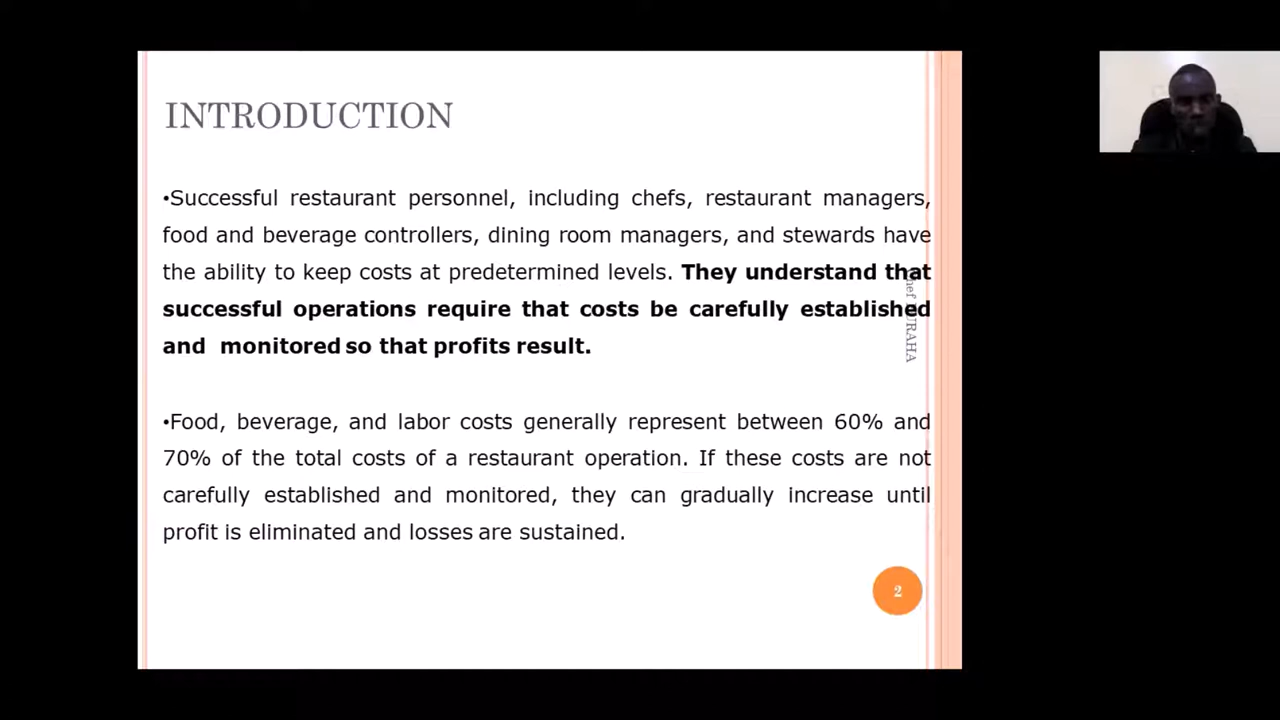 INTRODUCTION
•Successful restaurant personnel, including chefs, restaurant managers,
food and beverage controllers, dining room managers, and stewards have
the ability to keep costs at predetermined levels. They understand that
successful operations require that costs be carefully established
and monitored so that profits result.
•Food, beverage, and labor costs generally represent between 60% and
70% of the total costs of a restaurant operation. If these costs are not
carefully established and monitored, they can gradually increase until
profit is eliminated and losses are sustained.
2